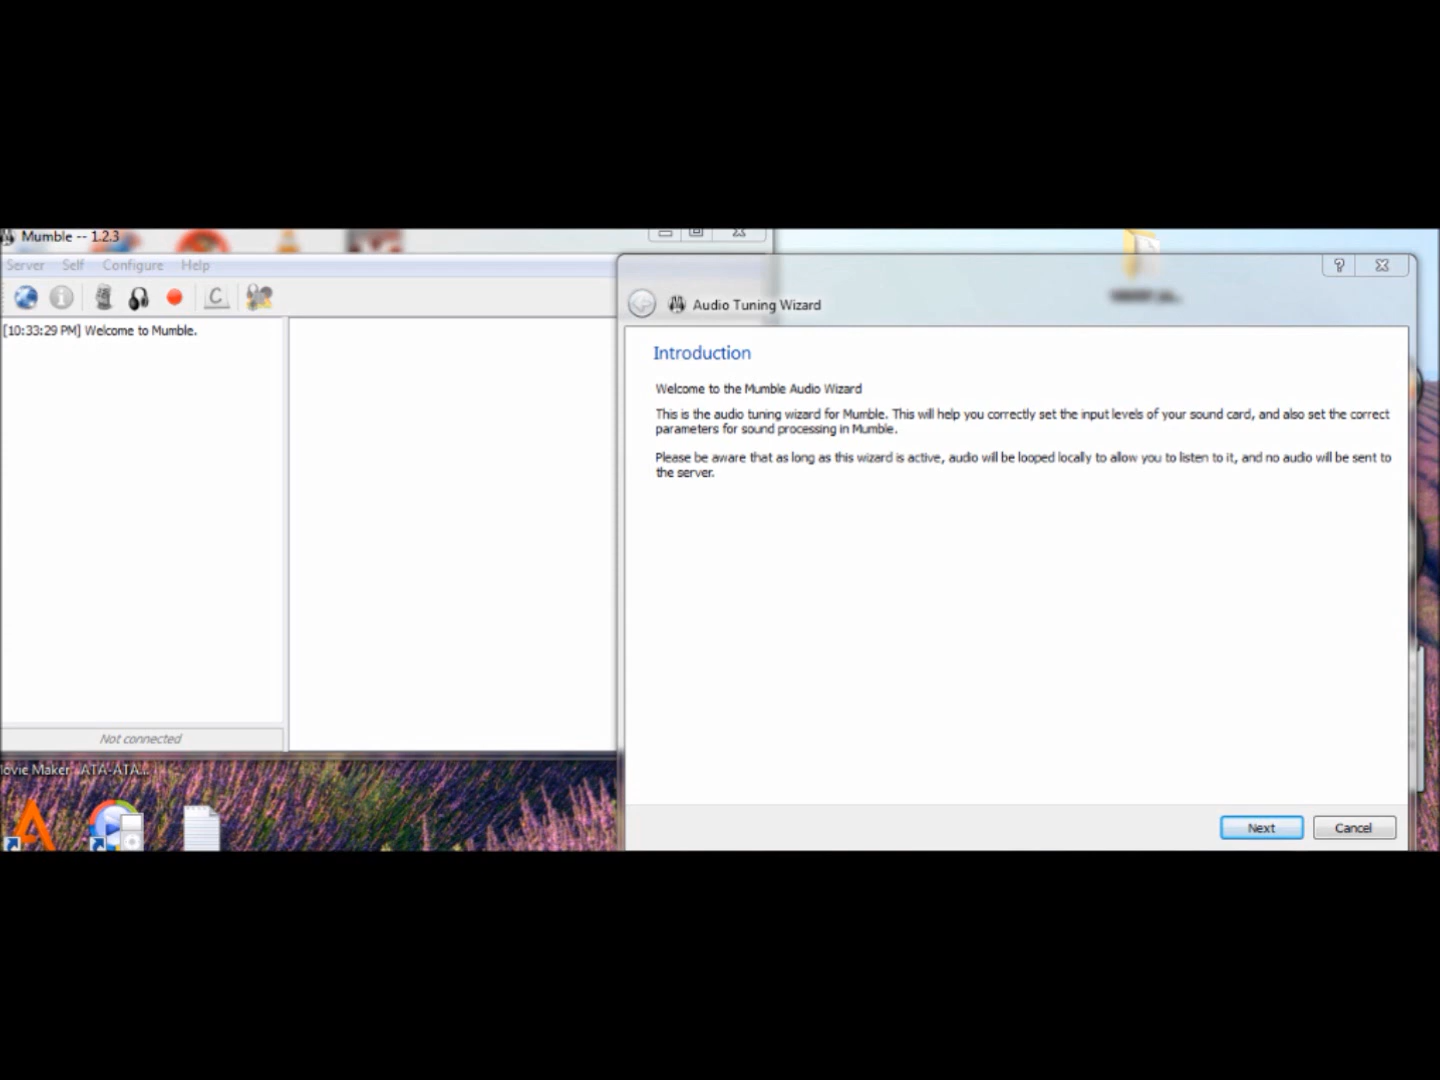 Mumble -- 1.2.3
Server Self Configure Help
C
[10:33:29 PM] Welcome to Mumble.
Not connected
Movie Maker ATA-ATA...
?
Audio Tuning Wizard
Introduction
Welcome to the Mumble Audio Wizard
This is the audio tuning wizard for Mumble. This will help you correctly set the input levels of your sound card, and also set the correct
parameters for sound processing in Mumble.
Please be aware that as long as this wizard is active, audio will be looped locally to allow you to listen to it, and no audio will be sent to
the server.
Next Cancel